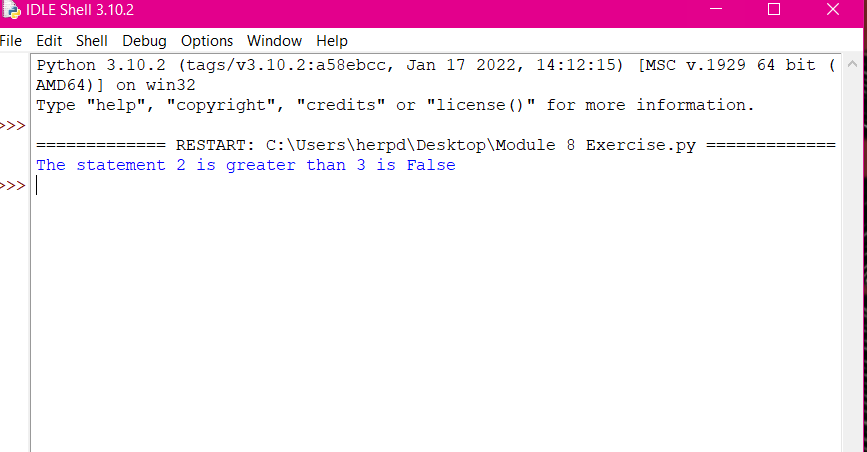 IDLE Shell 3.10.2
File Edit Shell Debug Options Window Help
Python 3.10.2 (tags/v3.10.2:a58ebcc, Jan 17 2022, 14:12:15) [MSC v.1929 64 bit (
AMD64)] on win32
Type "help", "copyright", "credits" or "license()" for more information.
>>>
============= RESTART: C:\Users\herpd\Desktop\Module 8 Exercise.py =============
The statement 2 is greater than 3 is False
>>>